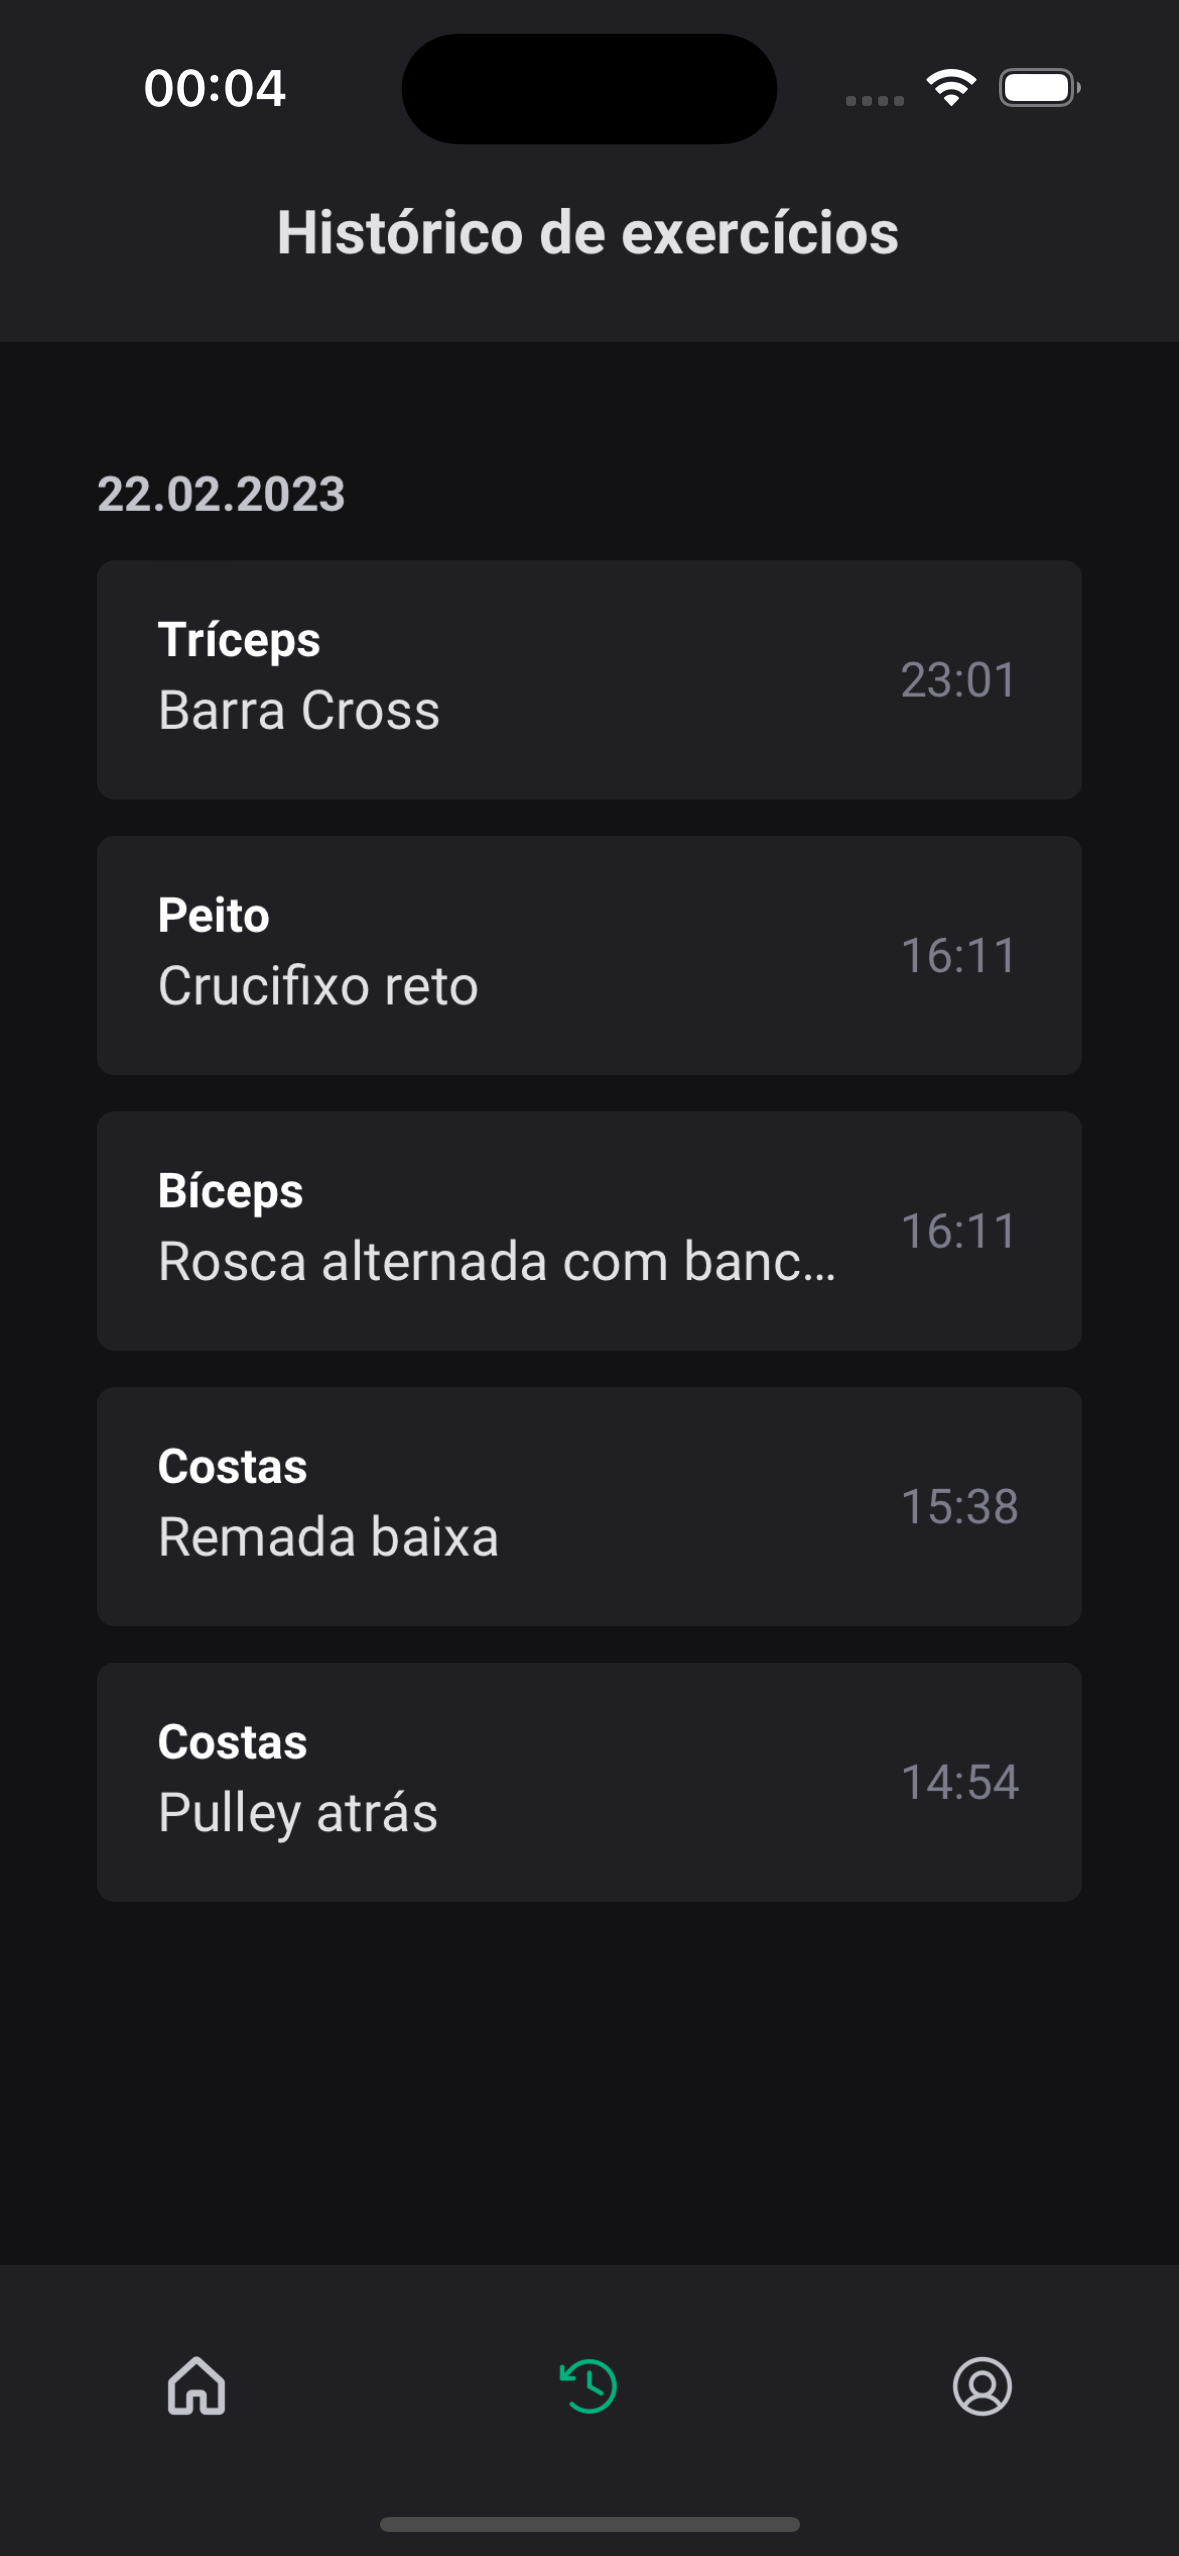 00:04
Histórico de exercícios
22.02.2023
Tríceps
Barra Cross
23:01
Peito
Crucifixo reto
16:11
Bíceps
Rosca alternada com banc...
16:11
Costas
Remada baixa
15:38
Costas
Pulley atrás
14:54